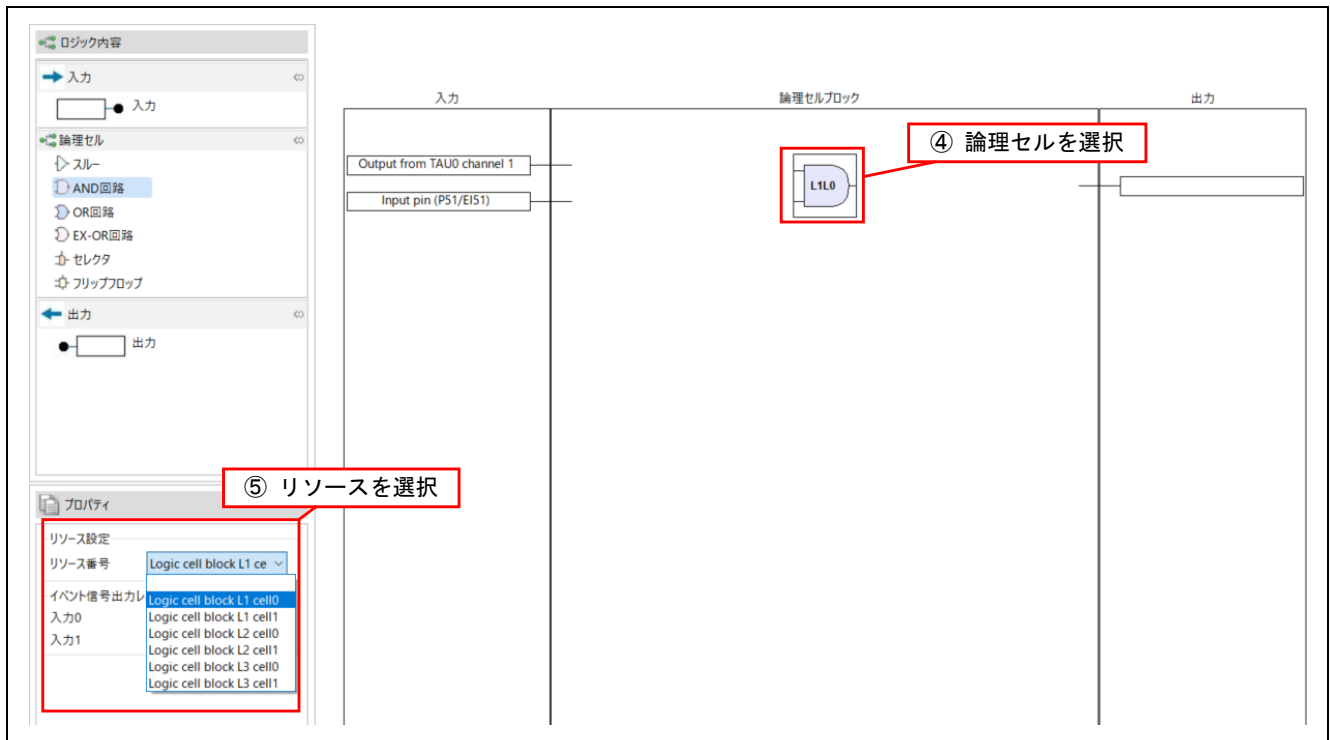 ロジック内容
入力
入力
論理セル
スルー
AND回路
OR回路
EX-OR回路
セレクタ
フリップフロップ
出力
出力
入力
論理セルブロック
出力
Output from TAU0 channel 1
Input pin (P51/EI51)
L1L0
④ 論理セルを選択
⑤ リソースを選択
プロパティ
リソース設定
リソース番号
Logic cell block L1 ce
イベント信号出力レ
入力0
入力1
Logic cell block L1 cell0
Logic cell block L1 cell1
Logic cell block L2 cell0
Logic cell block L2 cell1
Logic cell block L3 cell0
Logic cell block L3 cell1